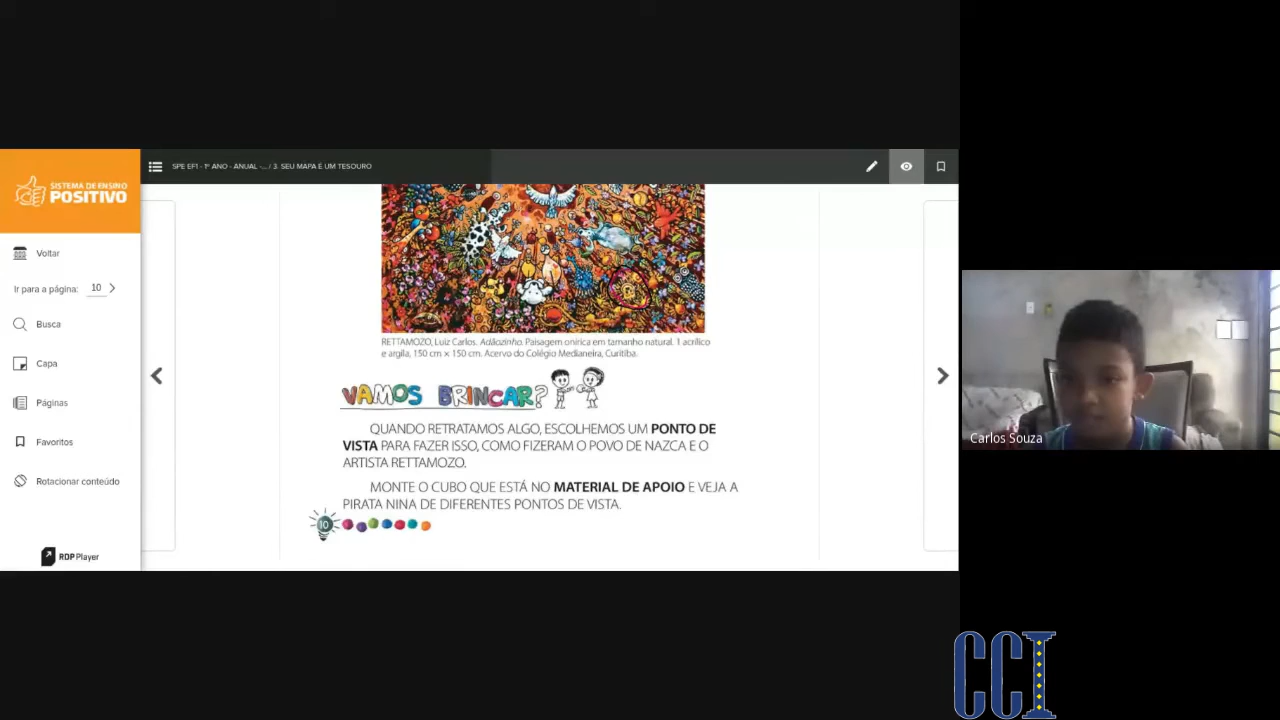 SISTEMA DE ENSINO
POSITIVO
SPE EF1 - 1º ANO - ANUAL -... / 3. SEU MAPA É UM TESOURO
Voltar
Ir para a página: 10
Busca
Capa
Páginas
Favoritos
Rotacionar conteúdo
RDP Player
RETTAMOZO, Luiz Carlos. Adãozinho. Paisagem onírica em tamanho natural. 1 acrílico
e argila, 150 cm × 150 cm. Acervo do Colégio Medianeira, Curitiba.
VAMOS BRINCAR?
QUANDO RETRATAMOS ALGO, ESCOLHEMOS UM PONTO DE
VISTA PARA FAZER ISSO, COMO FIZERAM O POVO DE NAZCA E O
ARTISTA RETTAMOZO.
MONTE O CUBO QUE ESTÁ NO MATERIAL DE APOIO E VEJA A
PIRATA NINA DE DIFERENTES PONTOS DE VISTA.
10
Carlos Souza
CCI